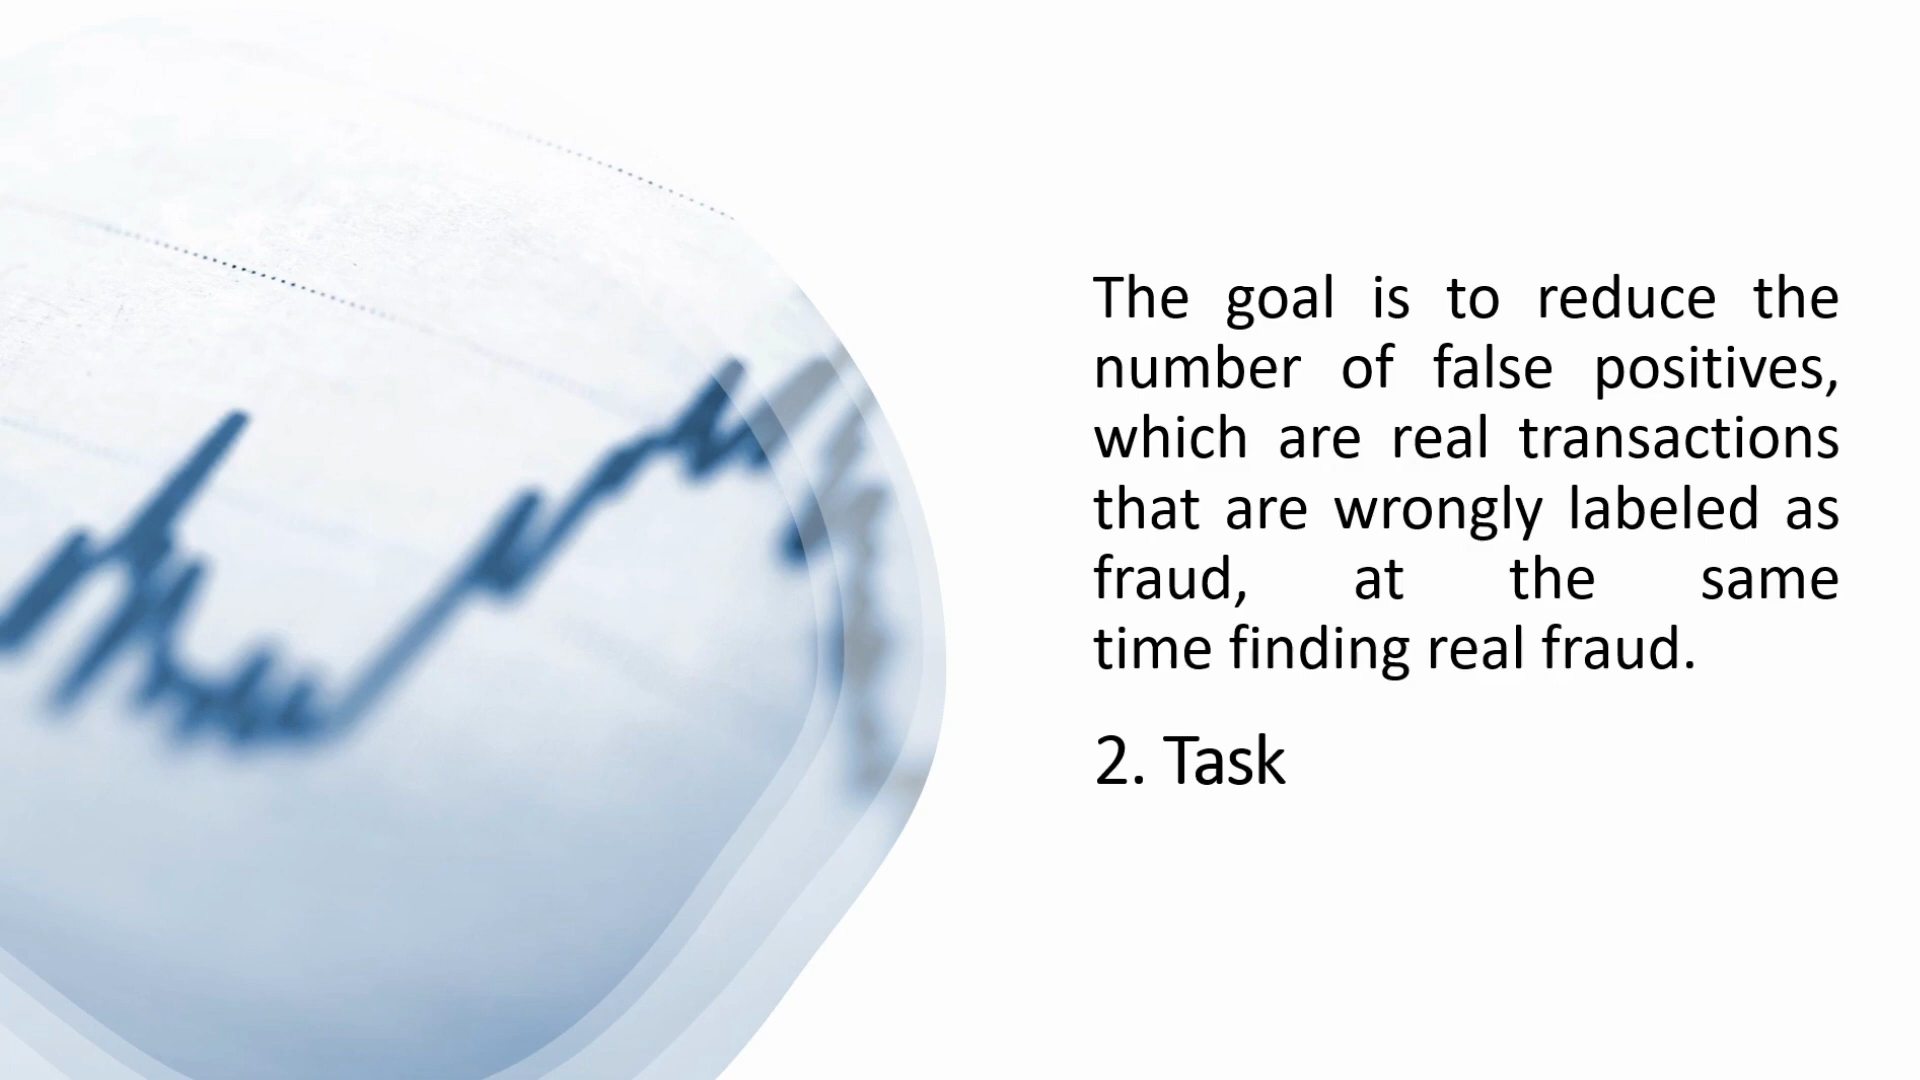 The goal is to reduce the
number of false positives,
which are real transactions
that are wrongly labeled as
fraud, at the same
time finding real fraud.
2. Task